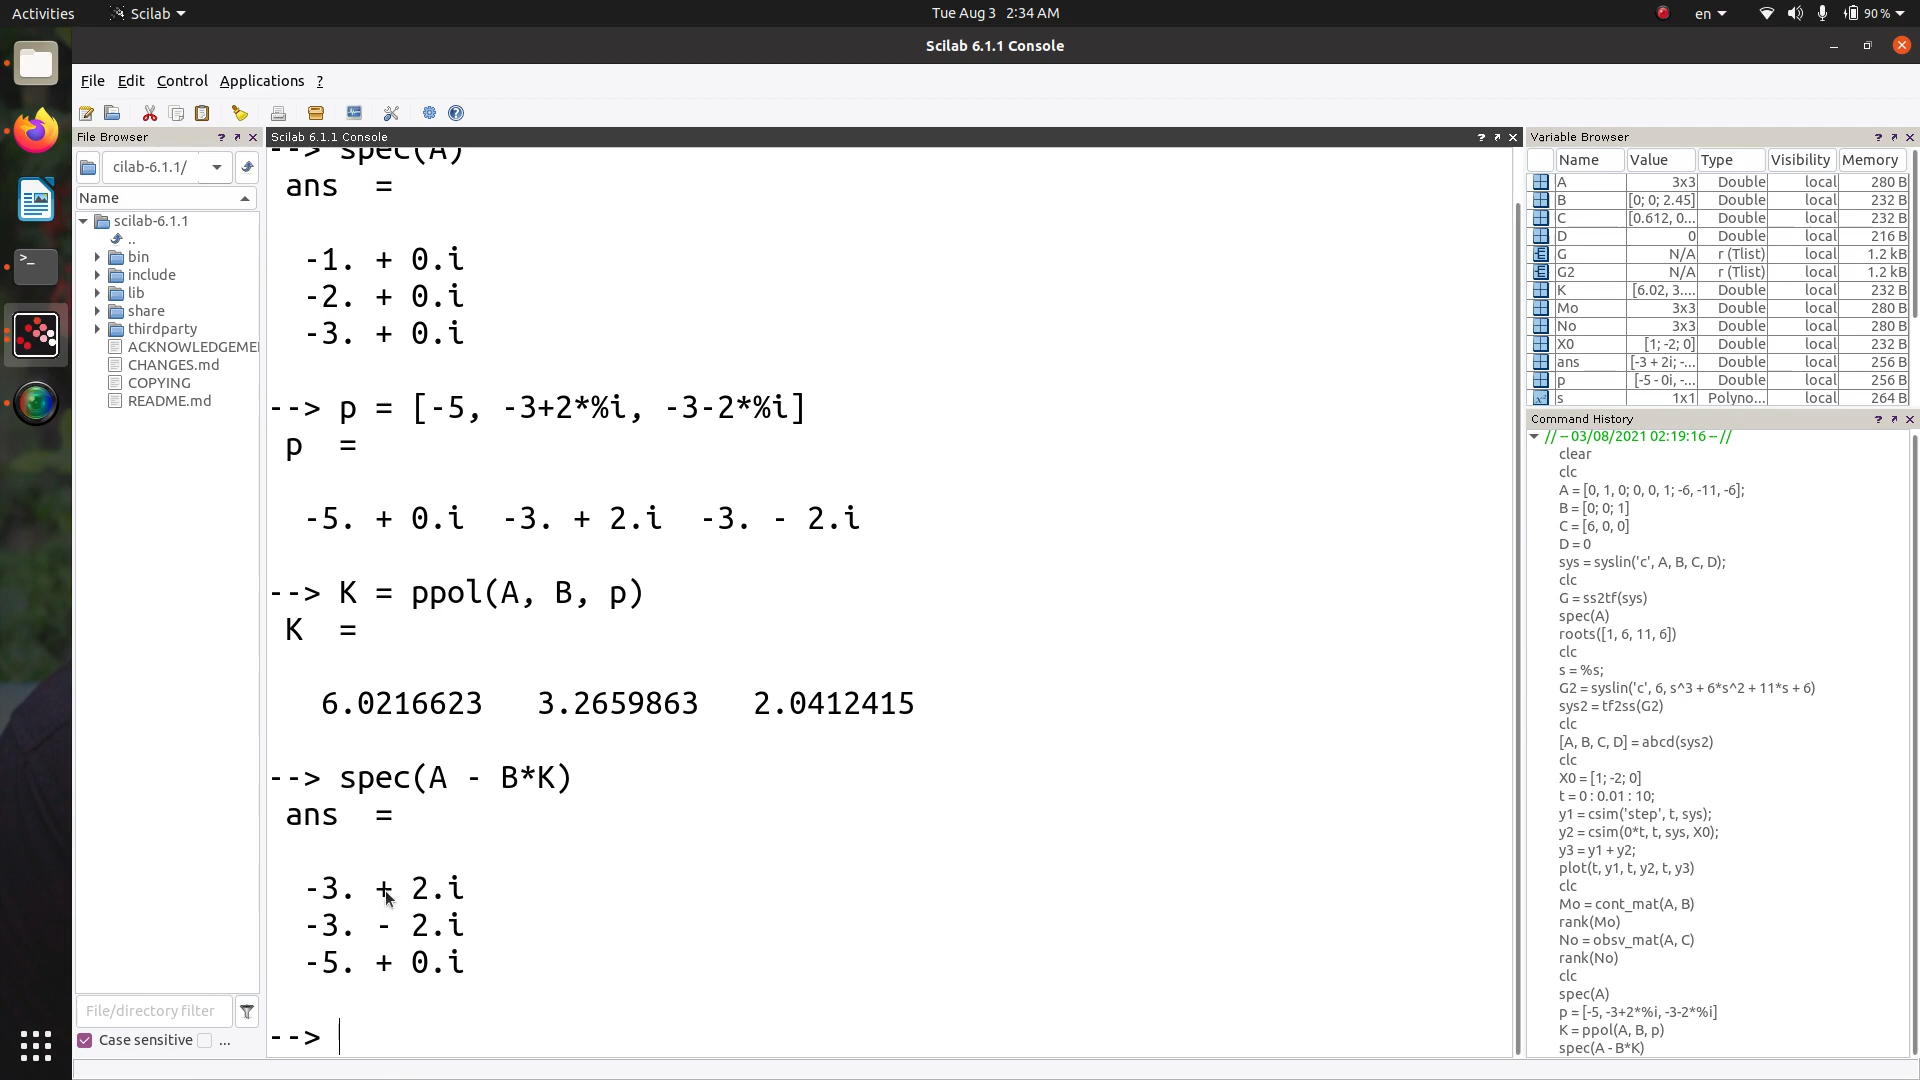 Activities
Scilab
Tue Aug 3 2:34 AM
en
90 %
Scilab 6.1.1 Console
File Edit Control Applications ?
File Browser
cilab-6.1.1/
Name
scilab-6.1.1
..
bin
include
lib
share
thirdparty
ACKNOWLEDGEME
CHANGES.md
COPYING
README.md
File/directory filter
Case sensitive
...
Scilab 6.1.1 Console
--> spec(A)
ans =
-1. + 0.i
-2. + 0.i
-3. + 0.i
--> p = [-5, -3+2*%i, -3-2*%i]
p =
-5. + 0.i -3. + 2.i -3. - 2.i
--> K = ppol(A, B, p)
K =
6.0216623 3.2659863 2.0412415
--> spec(A - B*K)
ans =
-3. + 2.i
-3. - 2.i
-5. + 0.i
-->
Variable Browser
Name Value Type Visibility Memory
A 3x3 Double local 280 B
B [0; 0; 2.45] Double local 232 B
C [0.612, 0... Double local 232 B
D 0 Double local 216 B
G N/A r (Tlist) local 1.2 kB
G2 N/A r (Tlist) local 1.2 kB
K [6.02, 3.... Double local 232 B
Mo 3x3 Double local 280 B
No 3x3 Double local 280 B
X0 [1; -2; 0] Double local 232 B
ans [-3 + 2i; -... Double local 256 B
p [-5 - 0i, -... Double local 256 B
s 1x1 Polyno... local 264 B
Command History
// -- 03/08/2021 02:19:16 -- //
clear
clc
A = [0, 1, 0; 0, 0, 1; -6, -11, -6];
B = [0; 0; 1]
C = [6, 0, 0]
D = 0
sys = syslin('c', A, B, C, D);
clc
G = ss2tf(sys)
spec(A)
roots([1, 6, 11, 6])
clc
s = %s;
G2 = syslin('c', 6, s^3 + 6*s^2 + 11*s + 6)
sys2 = tf2ss(G2)
clc
[A, B, C, D] = abcd(sys2)
clc
X0 = [1; -2; 0]
t = 0 : 0.01 : 10;
y1 = csim('step', t, sys);
y2 = csim(0*t, t, sys, X0);
y3 = y1 + y2;
plot(t, y1, t, y2, t, y3)
clc
Mo = cont_mat(A, B)
rank(Mo)
No = obsv_mat(A, C)
rank(No)
clc
spec(A)
p = [-5, -3+2*%i, -3-2*%i]
K = ppol(A, B, p)
spec(A - B*K)